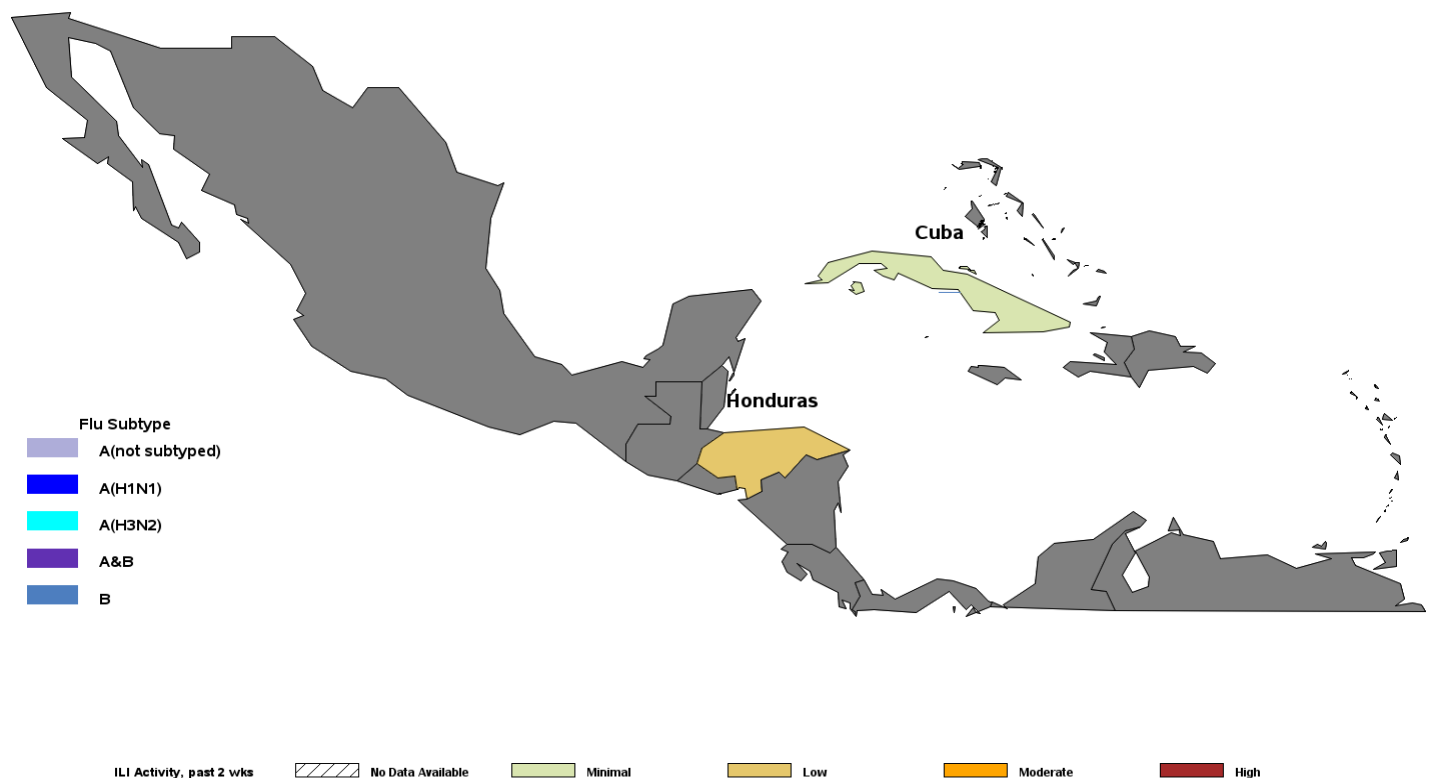 Cuba
Honduras
Flu Subtype
A(not subtyped)
A(H1N1)
A(H3N2)
A&B
B
ILI Activity, past 2 wks No Data Available Minimal Low Moderate High